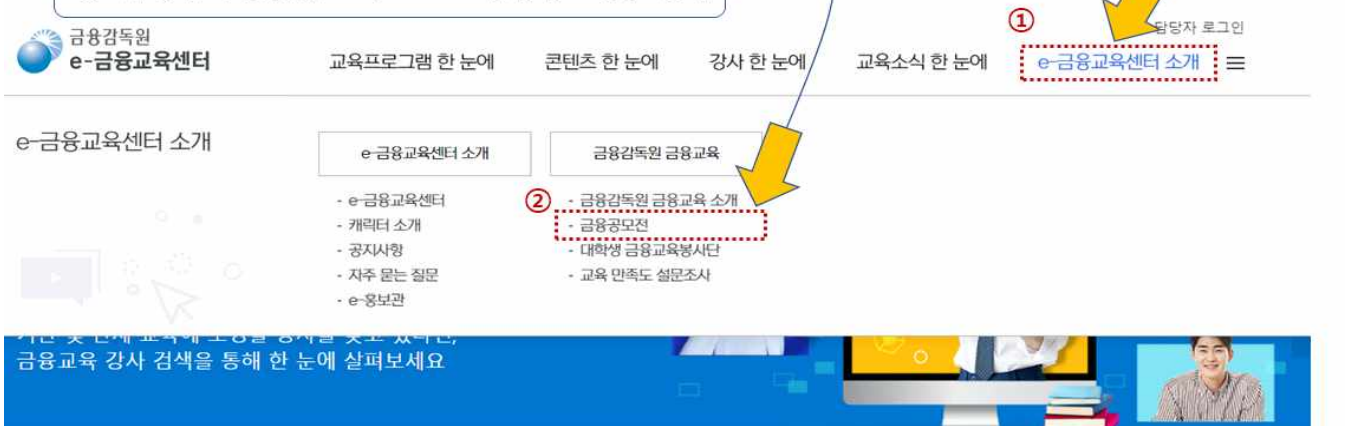 ①
담당자 로그인
금융감독원
e-금융교육센터
교육프로그램 한 눈에
콘텐츠 한 눈에
강사 한 눈에
교육소식 한 눈에
e-금융교육센터 소개
e-금융교육센터 소개
e-금융교육센터 소개
- e-금융교육센터
- 캐릭터 소개
- 공지사항
- 자주 묻는 질문
- e-홍보관
금융감독원 금융교육
②
- 금융감독원 금융교육 소개
- 금융공모전
- 대학생 금융교육봉사단
- 교육 만족도 설문조사
금융교육 강사 검색을 통해 한 눈에 살펴보세요